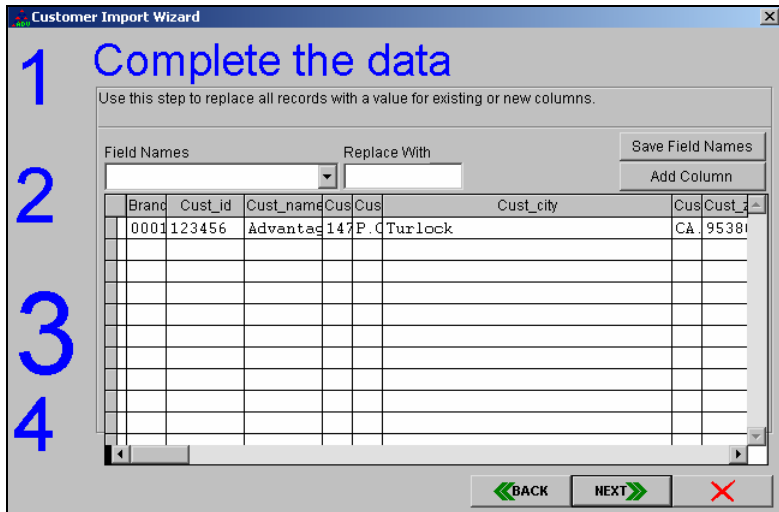 Customer Import Wizard
1 Complete the data
Use this step to replace all records with a value for existing or new columns.
Field Names Replace With Save Field Names
Add Column
2
Brand Cust_id Cust_name Cus Cus Cust_city Cus Cust_z
0001 123456 Advantag 147 P.O Turlock CA. 9538
3
4
BACK NEXT